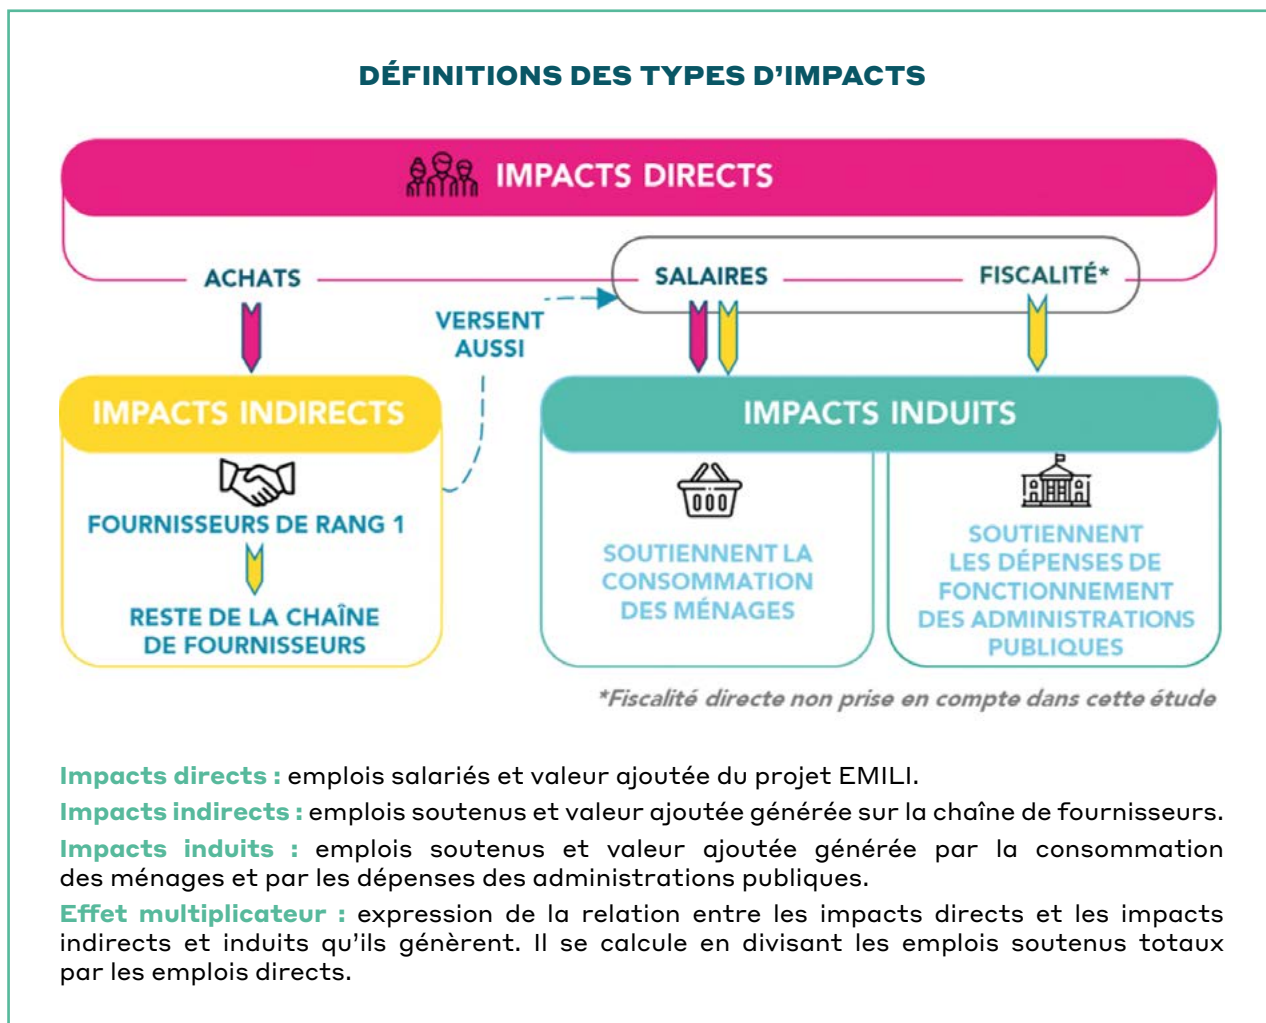 DÉFINITIONS DES TYPES D'IMPACTS
IMPACTS DIRECTS
ACHATS
SALAIRES
FISCALITÉ*
VERSENT
AUSSI
IMPACTS INDIRECTS
FOURNISSEURS DE RANG 1
RESTE DE LA CHAÎNE
DE FOURNISSEURS
IMPACTS INDUITS
SOUTIENNENT LA
CONSOMMATION
DES MÉNAGES
SOUTIENNENT
LES DÉPENSES DE
FONCTIONNEMENT
DES ADMINISTRATIONS
PUBLIQUES
*Fiscalité directe non prise en compte dans cette étude
Impacts directs : emplois salariés et valeur ajoutée du projet EMILI.
Impacts indirects : emplois soutenus et valeur ajoutée générée sur la chaîne de fournisseurs.
Impacts induits : emplois soutenus et valeur ajoutée générée par la consommation
des ménages et par les dépenses des administrations publiques.
Effet multiplicateur : expression de la relation entre les impacts directs et les impacts
indirects et induits qu'ils génèrent. Il se calcule en divisant les emplois soutenus totaux
par les emplois directs.